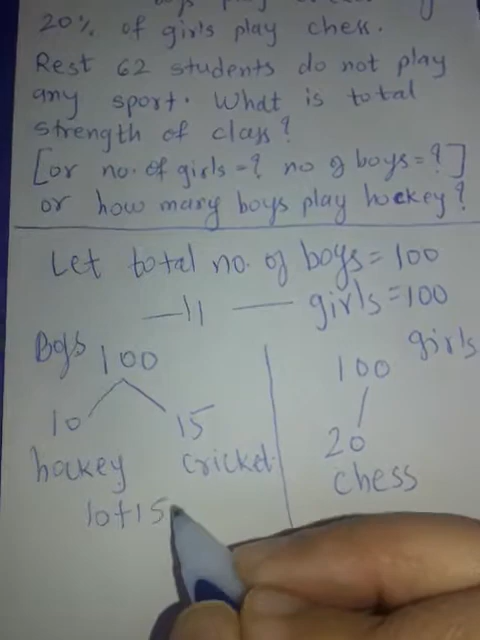 20% of girls play chess.
Rest 62 students do not play
any sport. What is total
strength of class?
[or no. of girls = ? no of boys = ?]
or how many boys play hockey?
Let total no. of boys = 100
—11 — girls = 100
Boys 100
girls
100
10
15
20
hockey
cricket
chess
10+15